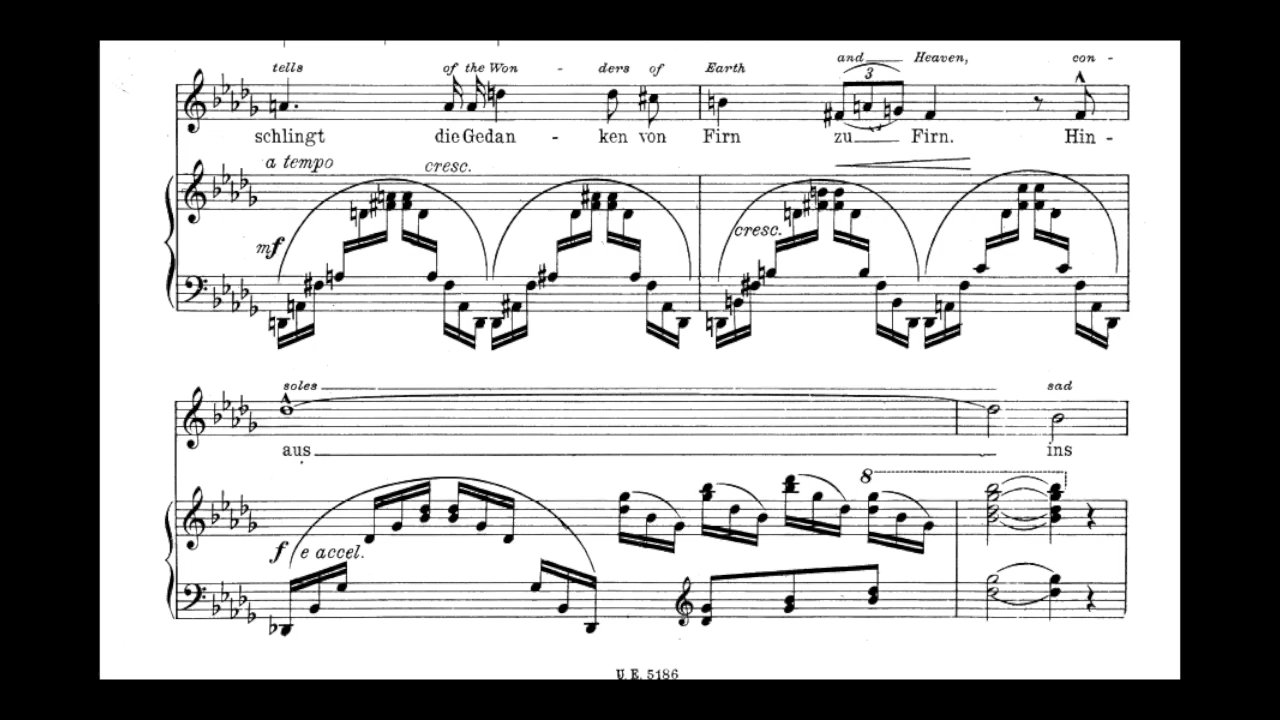 tells of the Won - ders of Earth and Heaven, con -
3
schlingt die Gedan - ken von Firn zu Firn. Hin -
a tempo cresc.
mf cresc.
soles sad
aus ins
8
f e accel.
U. E. 5186